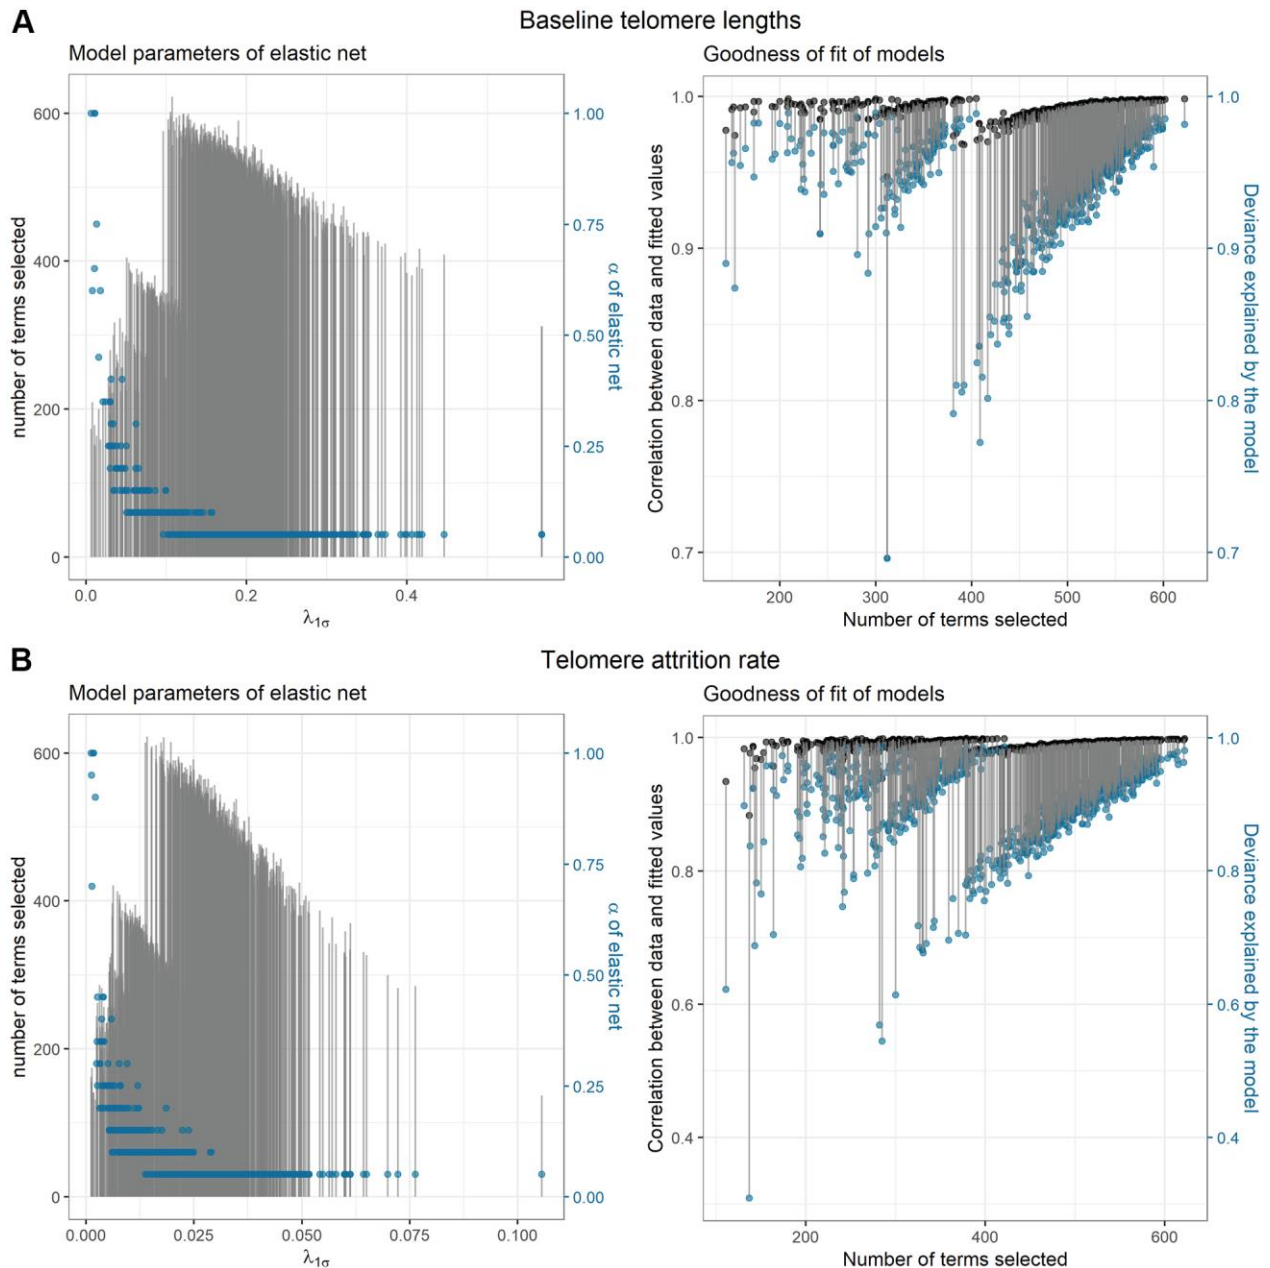 A
Baseline telomere lengths
Model parameters of elastic net
number of terms selected
600
400
200
0
1.00
0.75
0.50
0.25
0.00
α of elastic net
0.0 0.2 0.4
λ1σ
Goodness of fit of models
Correlation between data and fitted values
1.0
0.9
0.8
0.7
1.0
0.9
0.8
0.7
Deviance explained by the model
200 300 400 500 600
Number of terms selected
B
Telomere attrition rate
Model parameters of elastic net
number of terms selected
600
400
200
0
1.00
0.75
0.50
0.25
0.00
α of elastic net
0.000 0.025 0.050 0.075 0.100
λ1σ
Goodness of fit of models
Correlation between data and fitted values
1.0
0.8
0.6
0.4
1.0
0.8
0.6
0.4
Deviance explained by the model
200 400 600
Number of terms selected